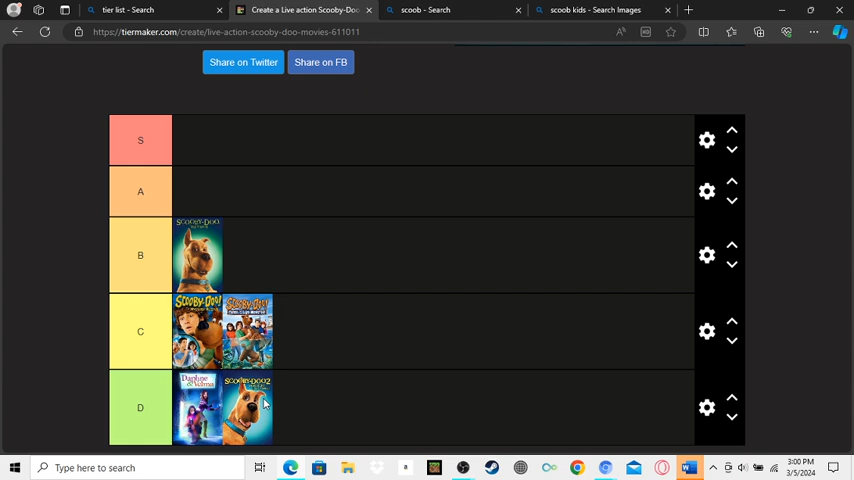 tier list - Search
Create a Live action Scooby-Doo
scoob - Search
scoob kids - Search Images
https://tiermaker.com/create/live-action-scooby-doo-movies-611011
Share on Twitter
Share on FB
S
A
B
SCOOBY-DOO
C
SCOOBY-DOO!
SCOOBY-DOO!
D
Daphne & Velma
SCOOBY-DOO 2
Type here to search
3:00 PM
3/5/2024